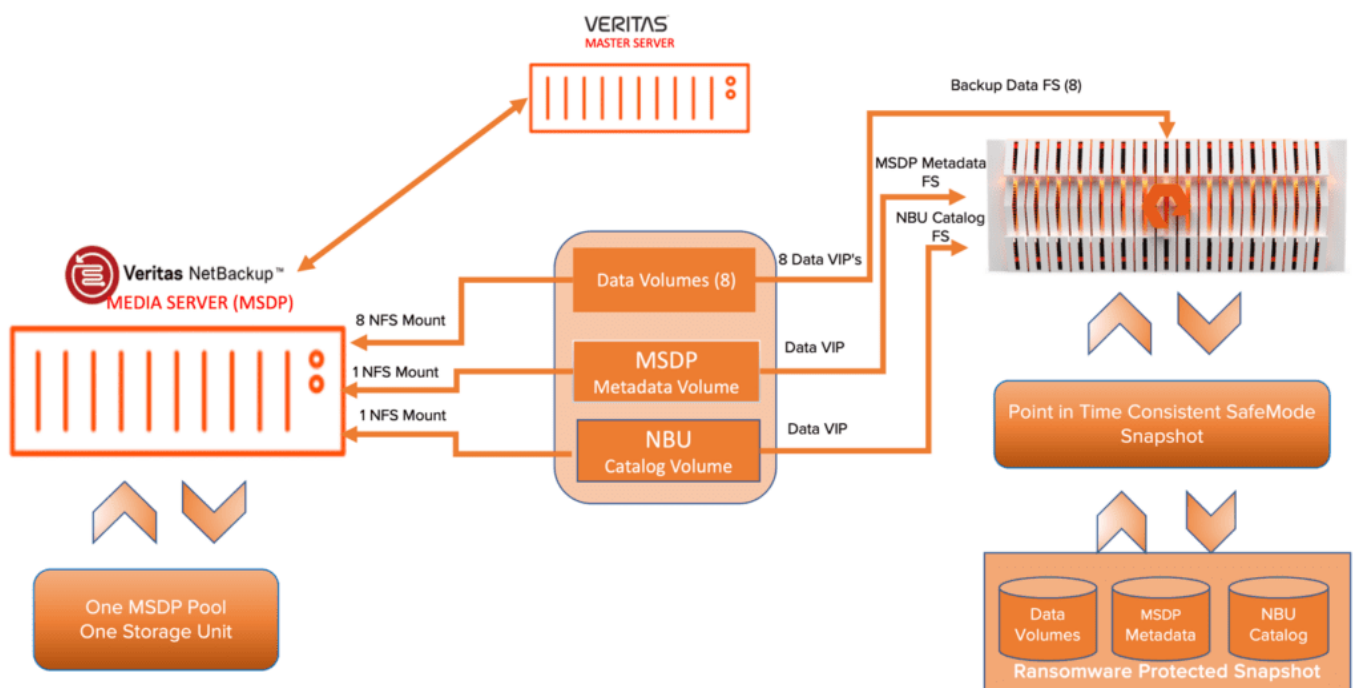 VERITAS
MASTER SERVER
Backup Data FS (8)
MSDP Metadata
FS
NBU Catalog
FS
Veritas NetBackup™
MEDIA SERVER (MSDP)
Data Volumes (8)
8 Data VIP's
8 NFS Mount
MSDP
Metadata Volume
Data VIP
1 NFS Mount
1 NFS Mount
NBU
Catalog Volume
Data VIP
Point in Time Consistent SafeMode
Snapshot
One MSDP Pool
One Storage Unit
Data
Volumes
MSDP
Metadata
NBU
Catalog
Ransomware Protected Snapshot